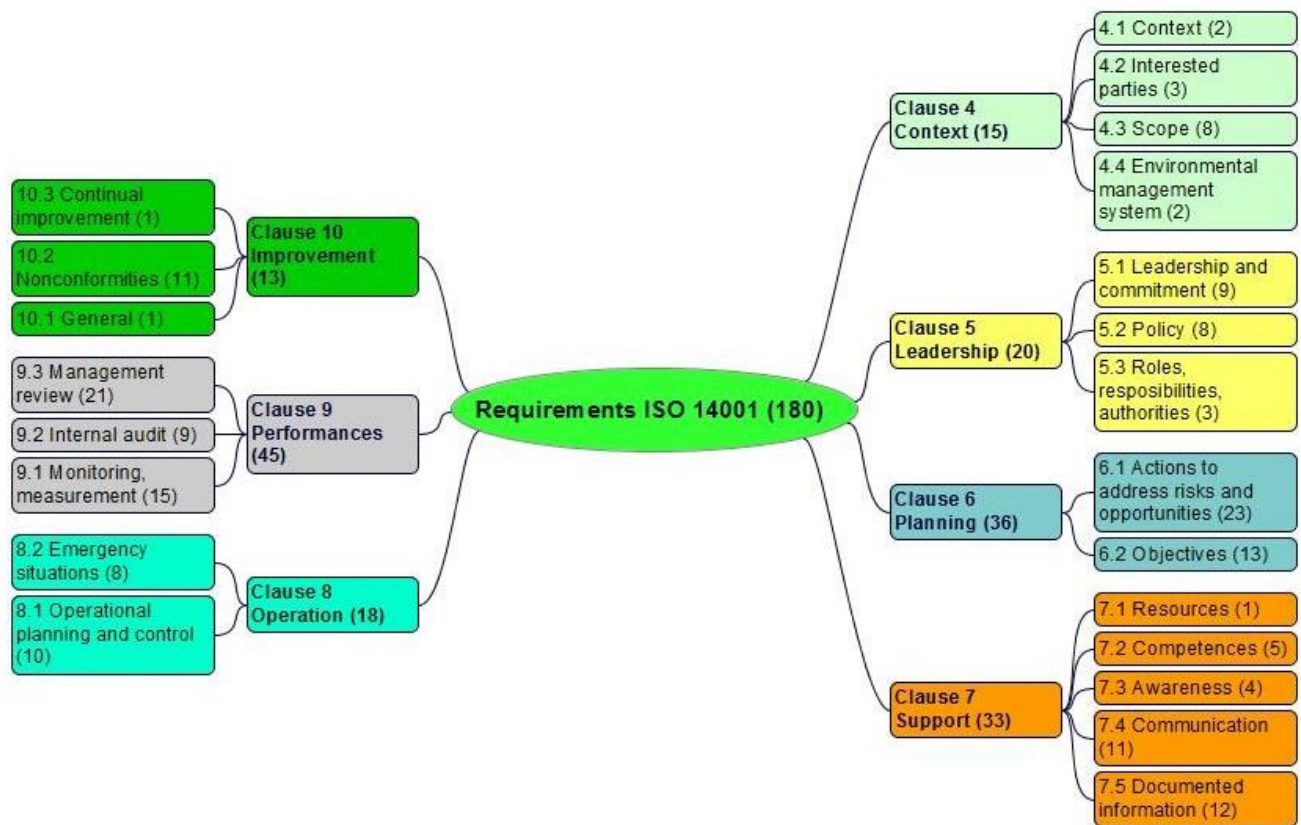 Requirements ISO 14001 (180)
Clause 4
Context (15)
4.1 Context (2)
4.2 Interested
parties (3)
4.3 Scope (8)
4.4 Environmental
management
system (2)
Clause 5
Leadership (20)
5.1 Leadership and
commitment (9)
5.2 Policy (8)
5.3 Roles,
resposibilities,
authorities (3)
Clause 6
Planning (36)
6.1 Actions to
address risks and
opportunities (23)
6.2 Objectives (13)
Clause 7
Support (33)
7.1 Resources (1)
7.2 Competences (5)
7.3 Awareness (4)
7.4 Communication
(11)
7.5 Documented
information (12)
Clause 8
Operation (18)
8.2 Emergency
situations (8)
8.1 Operational
planning and control
(10)
Clause 9
Performances
(45)
9.3 Management
review (21)
9.2 Internal audit (9)
9.1 Monitoring,
measurement (15)
Clause 10
Improvement
(13)
10.3 Continual
improvement (1)
10.2
Nonconformities (11)
10.1 General (1)